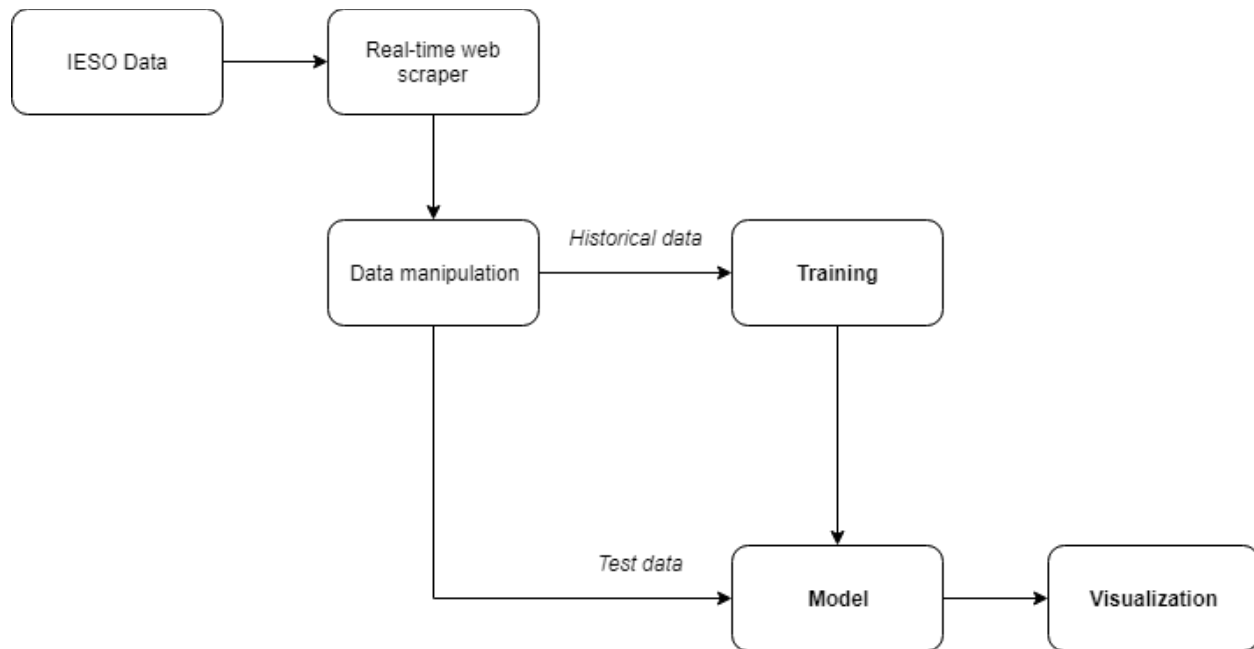 IESO Data
Real-time web
scraper
Data manipulation
Historical data
Training
Test data
Model
Visualization